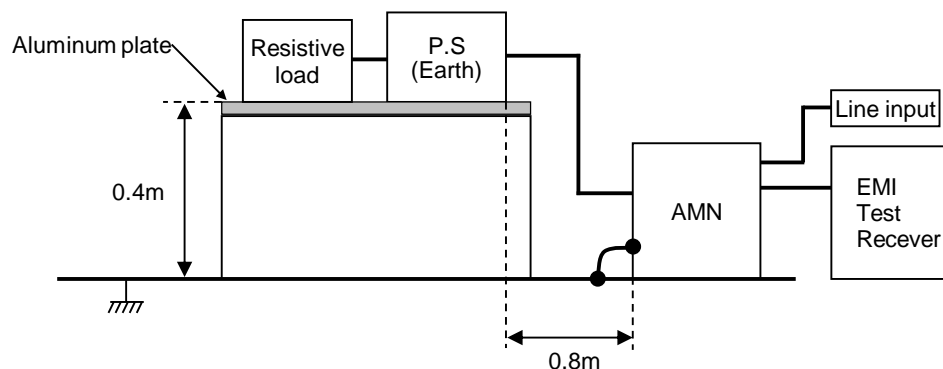 Aluminum plate
Resistive
load
P.S
(Earth)
Line input
0.4m
AMN
EMI
Test
Recever
0.8m